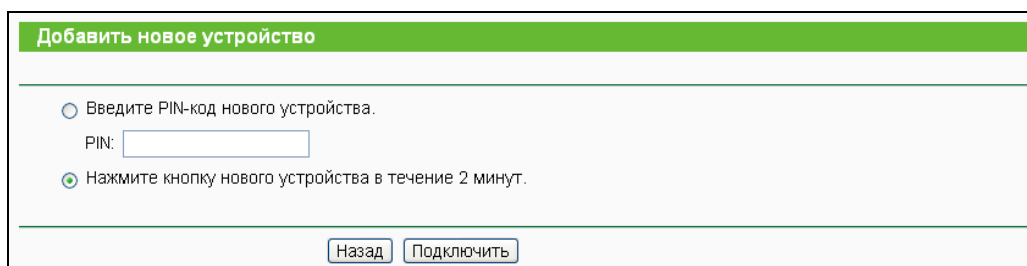 Добавить новое устройство
Введите PIN-код нового устройства.
PIN:
Нажмите кнопку нового устройства в течение 2 минут.
Назад Подключить